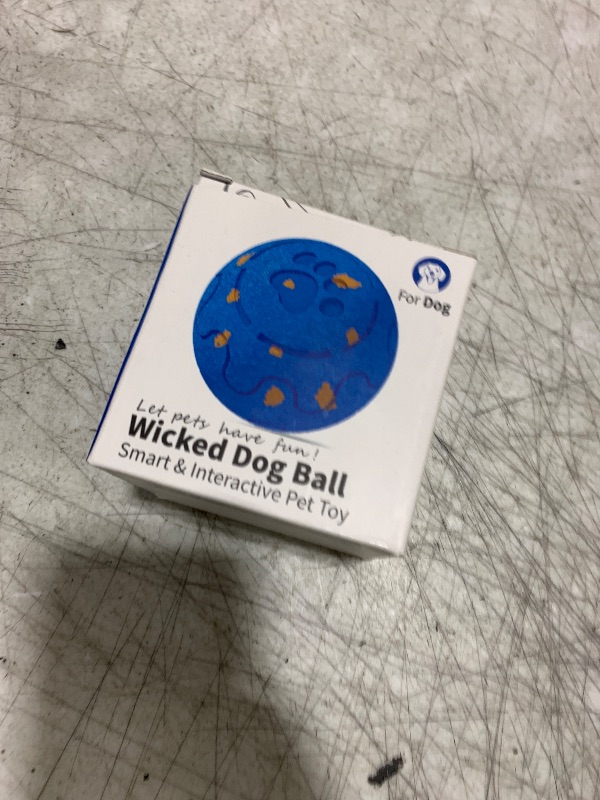 For Dog
Let pets have fun!
Wicked Dog Ball
Smart & Interactive Pet Toy